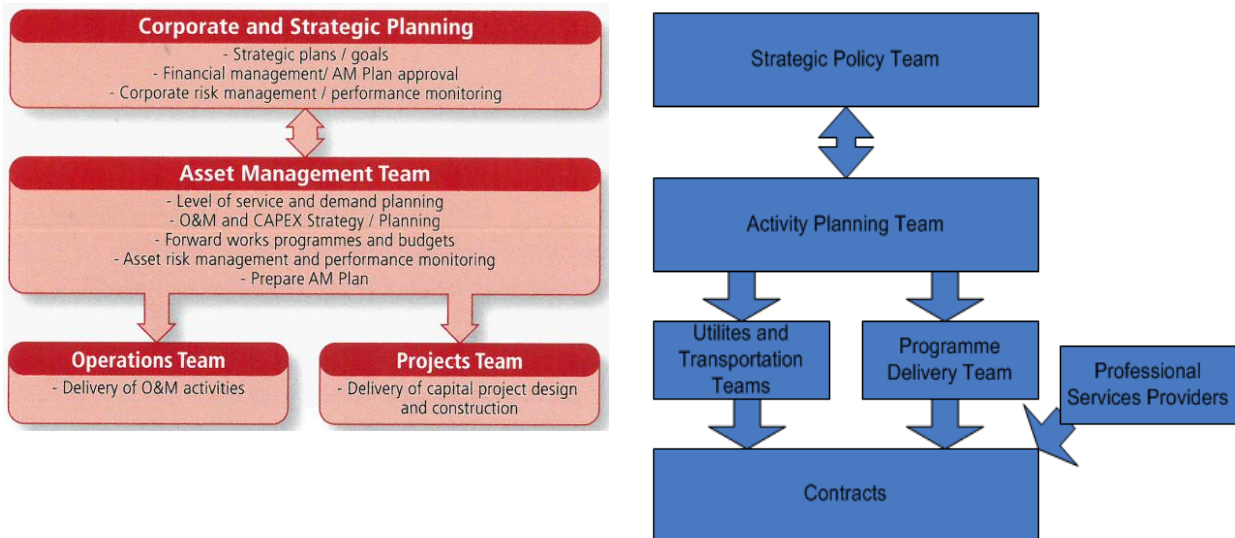 Corporate and Strategic Planning
- Strategic plans / goals
- Financial management/ AM Plan approval
- Corporate risk management / performance monitoring
Asset Management Team
- Level of service and demand planning
- O&M and CAPEX Strategy / Planning
- Forward works programmes and budgets
- Asset risk management and performance monitoring
- Prepare AM Plan
Operations Team
- Delivery of O&M activities
Projects Team
- Delivery of capital project design
and construction
Strategic Policy Team
Activity Planning Team
Utilites and
Transportation
Teams
Programme
Delivery Team
Professional
Services Providers
Contracts